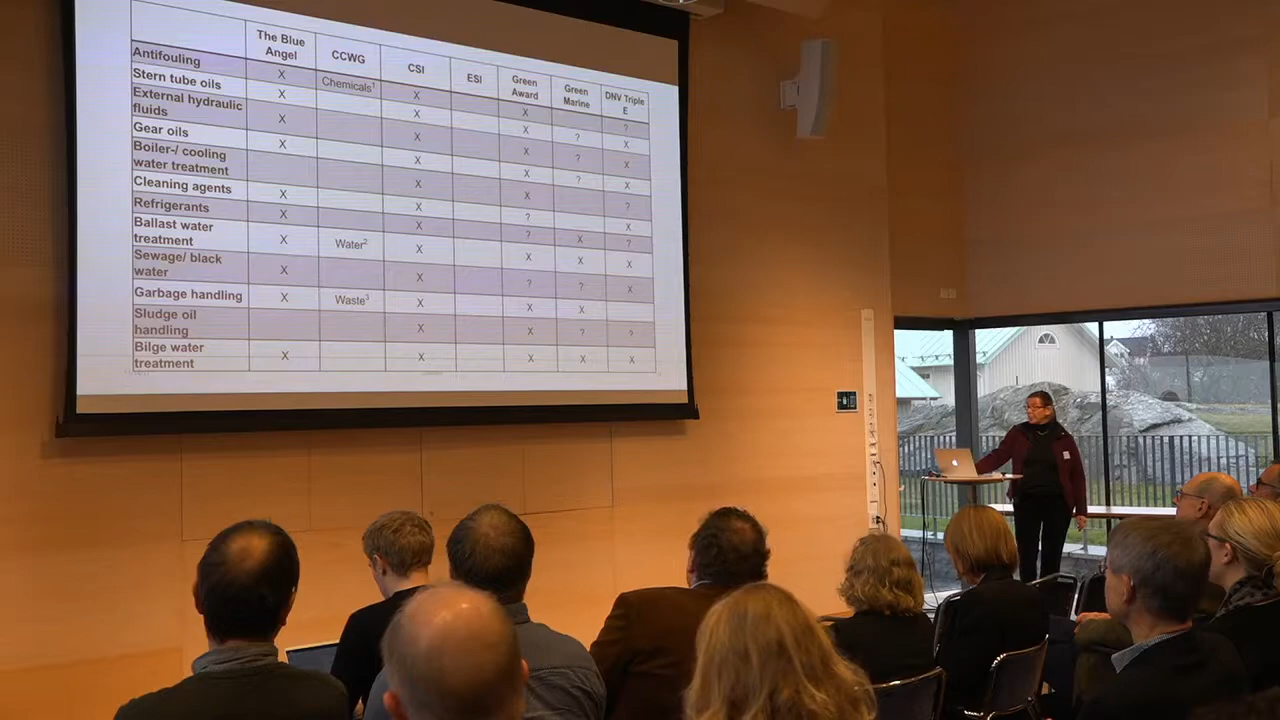 The Blue Angel CCWG CSI ESI Green Award Green Marine DNV Triple E
Antifouling X Chemicals¹ X X ?
Stern tube oils X X X ? X
External hydraulic fluids X X X ? X
Gear oils X X X ? X
Boiler-/ cooling water treatment X X ?
Cleaning agents X X ? X
Refrigerants X X ? X ?
Ballast water treatment X Water² X X X X
Sewage/ black water X X ? ? X
Garbage handling X Waste³ X X X
Sludge oil handling X X ? ?
Bilge water treatment X X X X X